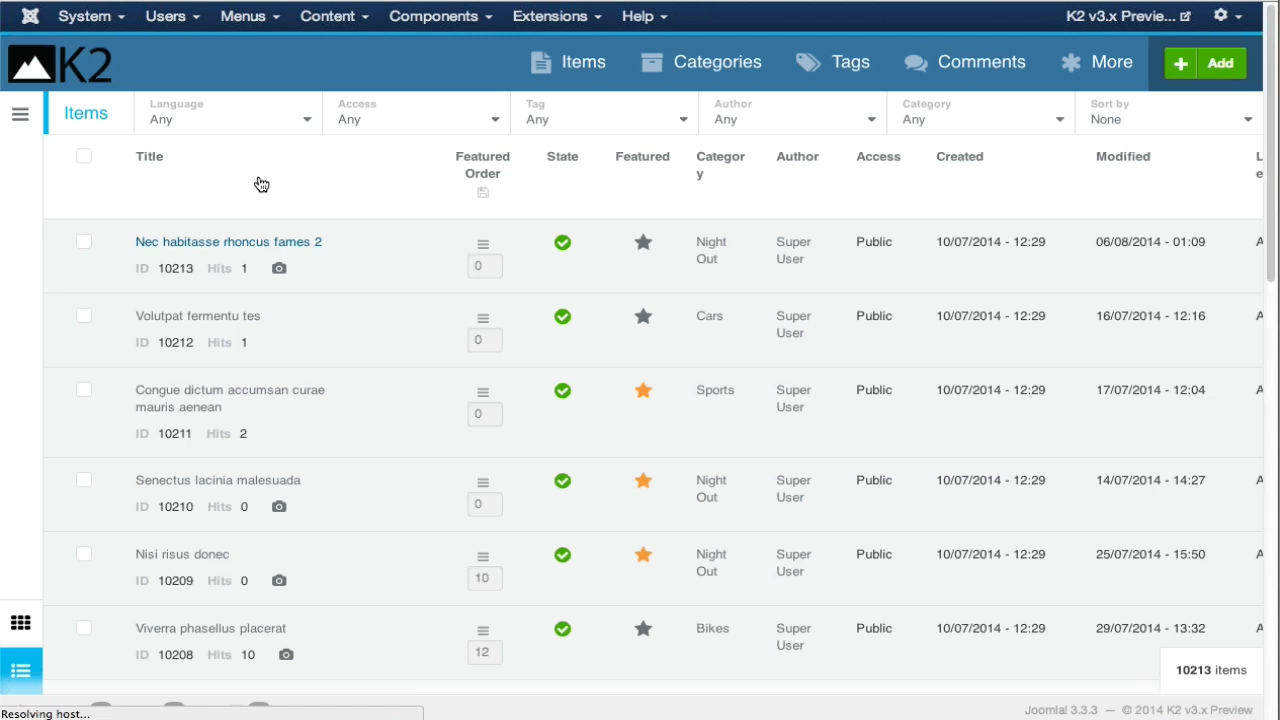 System Users Menus Content Components Extensions Help K2 v3.x Previe...
K2 Items Categories Tags Comments More Add
Items
Language Any
Access Any
Tag Any
Author Any
Category Any
Sort by None
Title Featured Order State Featured Category Author Access Created Modified
Nec habitasse rhoncus fames 2 0 Night Out Super User Public 10/07/2014 - 12:29 06/08/2014 - 01:09
ID 10213 Hits 1
Volutpat fermentu tes 0 Cars Super User Public 10/07/2014 - 12:29 16/07/2014 - 12:16
ID 10212 Hits 1
Congue dictum accumsan curae mauris aenean 0 Sports Super User Public 10/07/2014 - 12:29 17/07/2014 - 12:04
ID 10211 Hits 2
Senectus lacinia malesuada 0 Night Out Super User Public 10/07/2014 - 12:29 14/07/2014 - 14:27
ID 10210 Hits 0
Nisi risus donec 10 Night Out Super User Public 10/07/2014 - 12:29 25/07/2014 - 15:50
ID 10209 Hits 0
Viverra phasellus placerat 12 Bikes Super User Public 10/07/2014 - 12:29 29/07/2014 - 13:32
ID 10208 Hits 10
10213 items
Resolving host...
Joomla! 3.3.3 — © 2014 K2 v3.x Preview